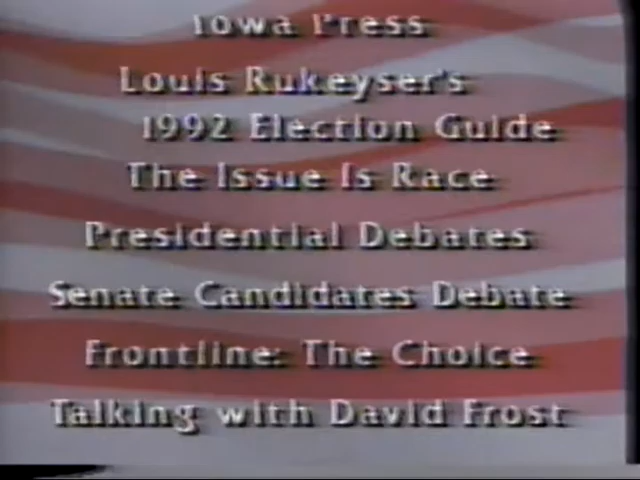 Iowa Press
Louis Rukeyser's
1992 Election Guide
The Issue Is Race
Presidential Debates
Senate Candidates Debate
Frontline: The Choice
Talking with David Frost